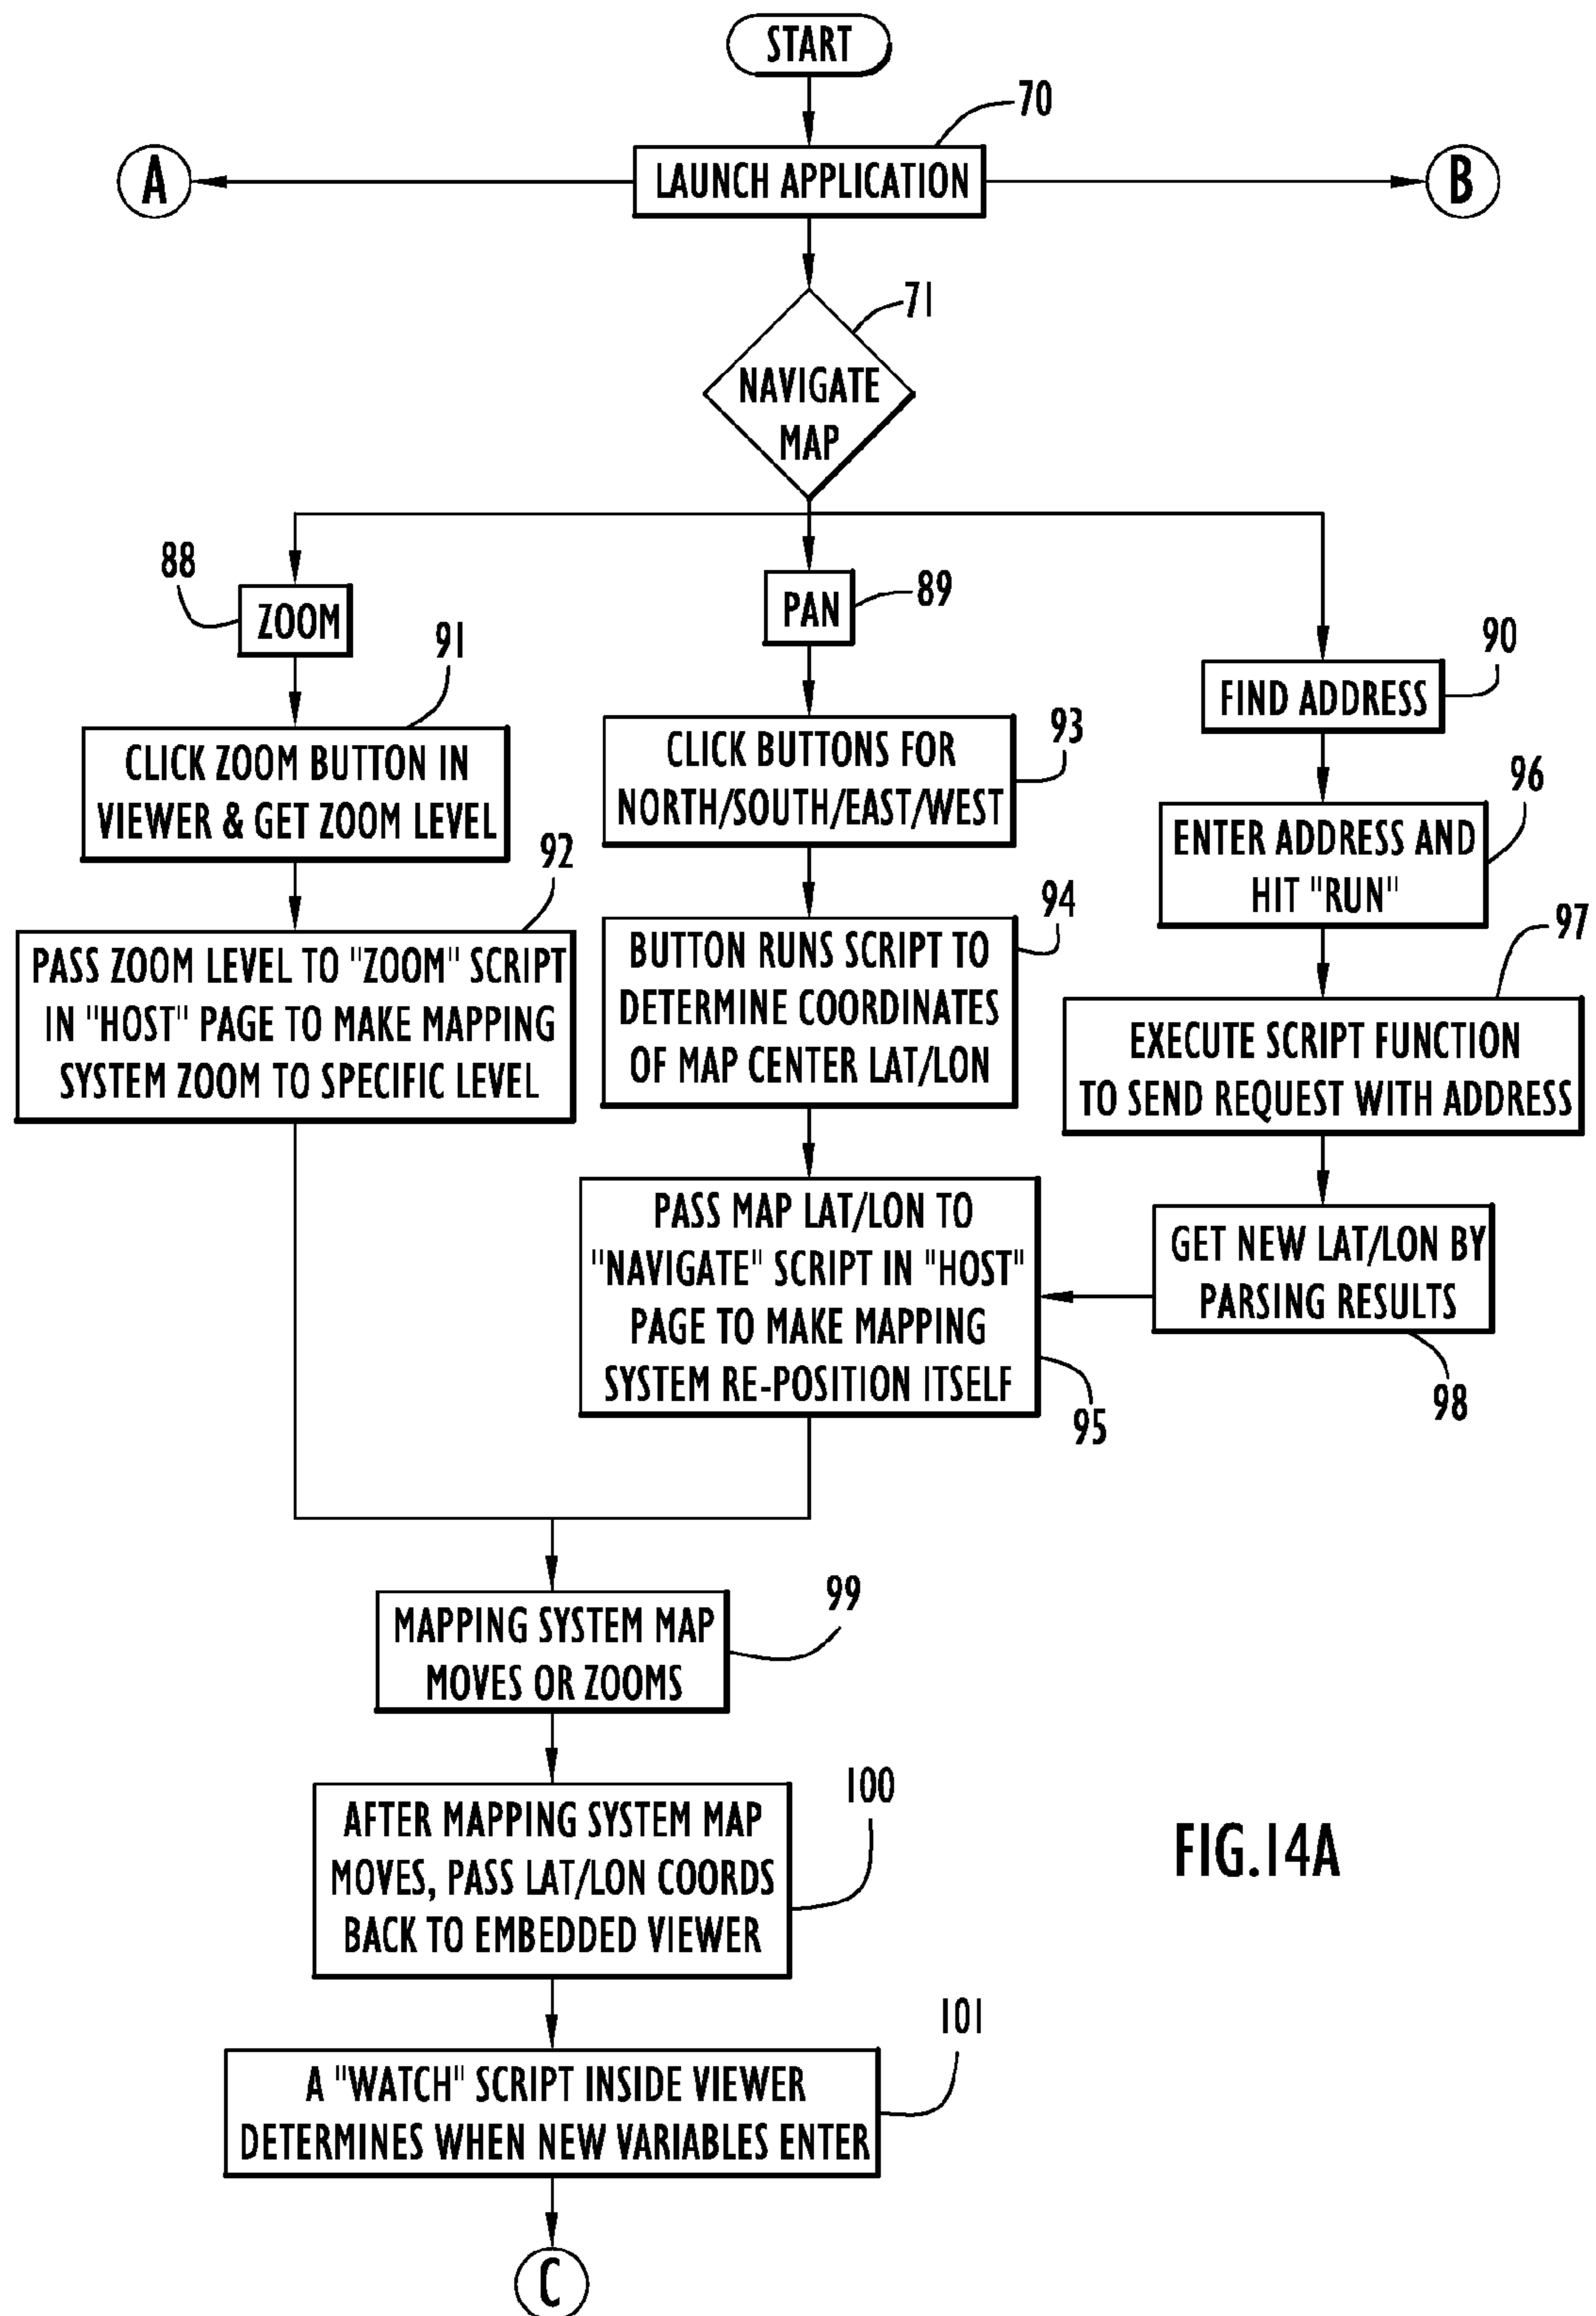 START
70
A
LAUNCH APPLICATION
B
71
NAVIGATE
MAP
88
ZOOM
91
CLICK ZOOM BUTTON IN
VIEWER & GET ZOOM LEVEL
92
PASS ZOOM LEVEL TO "ZOOM" SCRIPT
IN "HOST" PAGE TO MAKE MAPPING
SYSTEM ZOOM TO SPECIFIC LEVEL
PAN
89
CLICK BUTTONS FOR
NORTH/SOUTH/EAST/WEST
93
BUTTON RUNS SCRIPT TO
DETERMINE COORDINATES
OF MAP CENTER LAT/LON
94
PASS MAP LAT/LON TO
"NAVIGATE" SCRIPT IN "HOST"
PAGE TO MAKE MAPPING
SYSTEM RE-POSITION ITSELF
95
90
FIND ADDRESS
96
ENTER ADDRESS AND
HIT "RUN"
97
EXECUTE SCRIPT FUNCTION
TO SEND REQUEST WITH ADDRESS
GET NEW LAT/LON BY
PARSING RESULTS
98
99
MAPPING SYSTEM MAP
MOVES OR ZOOMS
100
AFTER MAPPING SYSTEM MAP
MOVES, PASS LAT/LON COORDS
BACK TO EMBEDDED VIEWER
101
A "WATCH" SCRIPT INSIDE VIEWER
DETERMINES WHEN NEW VARIABLES ENTER
C
FIG.14A